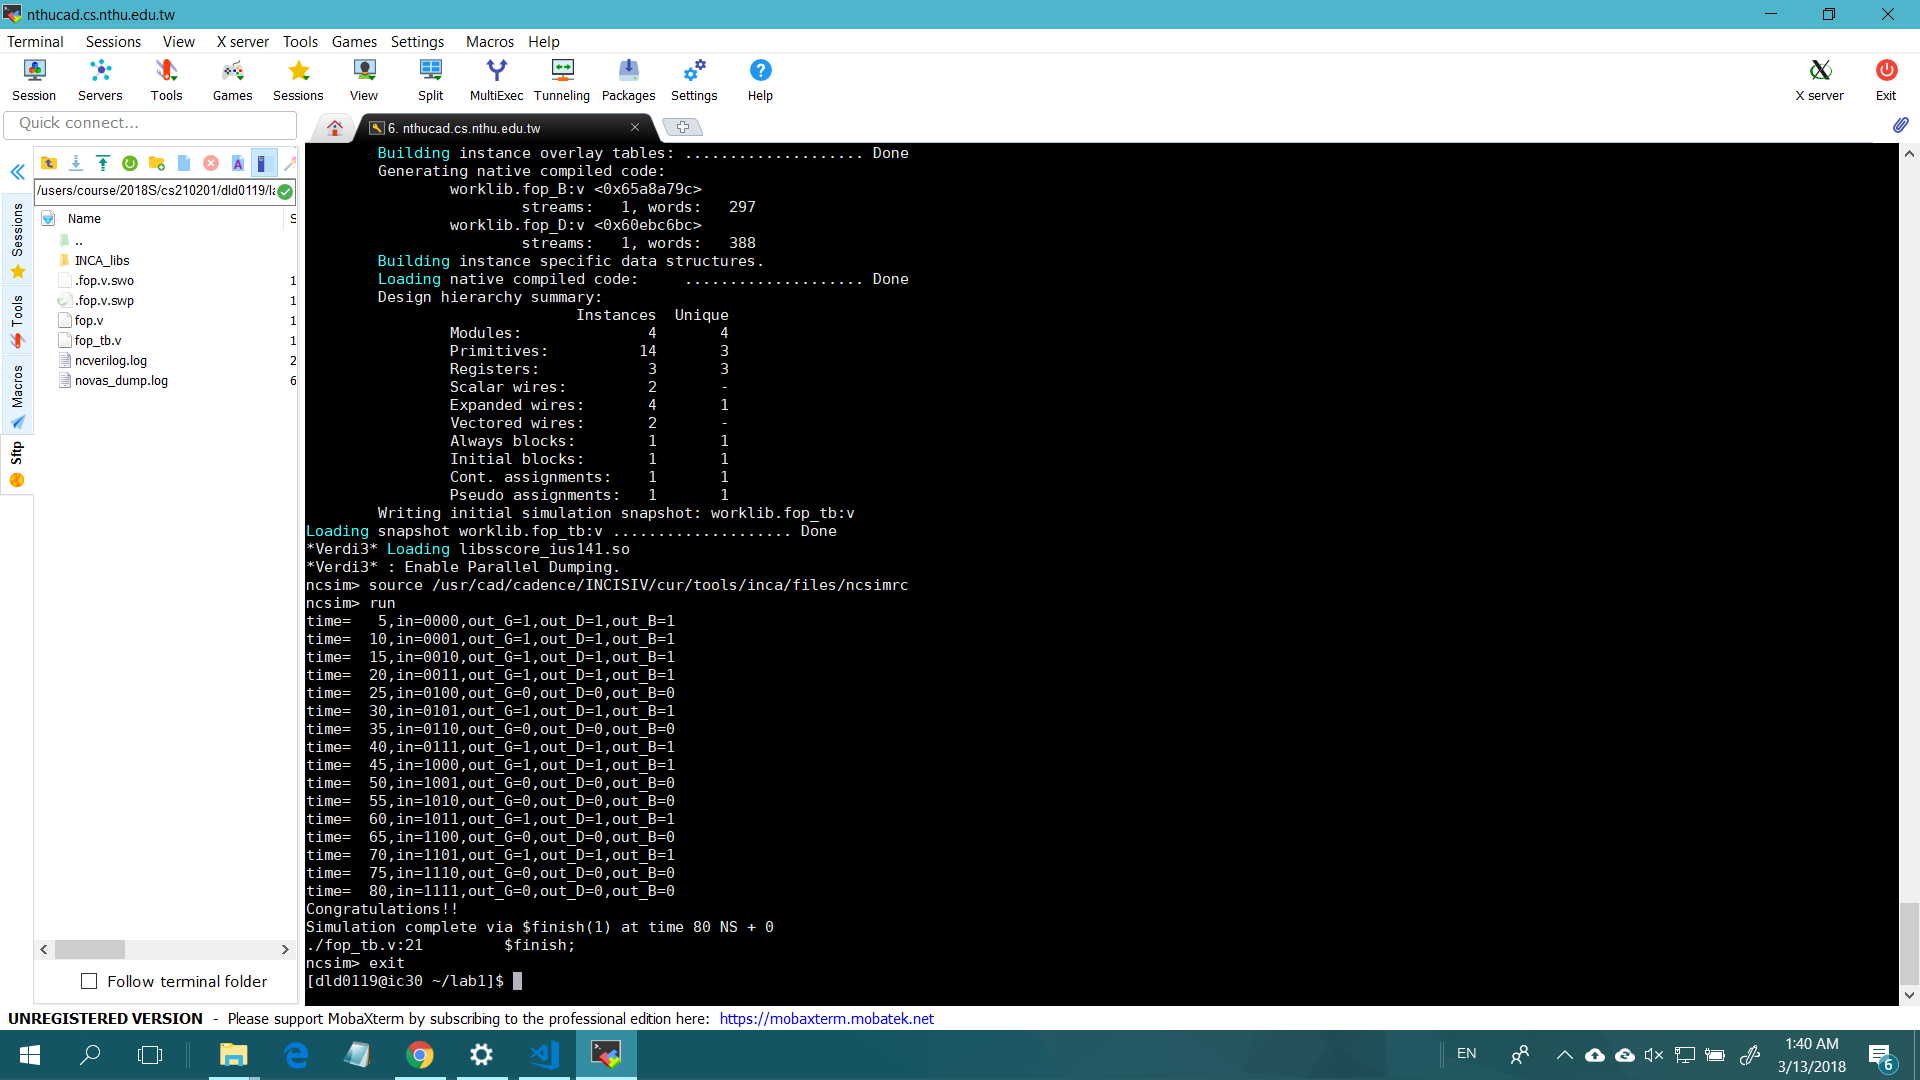 nthucad.cs.nthu.edu.tw
Terminal Sessions View X server Tools Games Settings Macros Help
Session Servers Tools Games Sessions View Split MultiExec Tunneling Packages Settings Help X server Exit
Quick connect...
6. nthucad.cs.nthu.edu.tw
/users/course/2018S/cs210201/dld0119/la
Name S
..
INCA_libs
.fop.v.swo 1
.fop.v.swp 1
fop.v 1
fop_tb.v 1
ncverilog.log 2
novas_dump.log 6
Sessions
Tools
Macros
Sftp
Follow terminal folder
Building instance overlay tables: .................... Done
Generating native compiled code:
worklib.fop_B:v <0x65a8a79c>
streams: 1, words: 297
worklib.fop_D:v <0x60ebc6bc>
streams: 1, words: 388
Building instance specific data structures.
Loading native compiled code: .................... Done
Design hierarchy summary:
Instances Unique
Modules: 4 4
Primitives: 14 3
Registers: 3 3
Scalar wires: 2 -
Expanded wires: 4 1
Vectored wires: 2 -
Always blocks: 1 1
Initial blocks: 1 1
Cont. assignments: 1 1
Pseudo assignments: 1 1
Writing initial simulation snapshot: worklib.fop_tb:v
Loading snapshot worklib.fop_tb:v .................... Done
*Verdi3* Loading libsscore_ius141.so
*Verdi3* : Enable Parallel Dumping.
ncsim> source /usr/cad/cadence/INCISIV/cur/tools/inca/files/ncsimrc
ncsim> run
time= 5,in=0000,out_G=1,out_D=1,out_B=1
time= 10,in=0001,out_G=1,out_D=1,out_B=1
time= 15,in=0010,out_G=1,out_D=1,out_B=1
time= 20,in=0011,out_G=1,out_D=1,out_B=1
time= 25,in=0100,out_G=0,out_D=0,out_B=0
time= 30,in=0101,out_G=1,out_D=1,out_B=1
time= 35,in=0110,out_G=0,out_D=0,out_B=0
time= 40,in=0111,out_G=1,out_D=1,out_B=1
time= 45,in=1000,out_G=1,out_D=1,out_B=1
time= 50,in=1001,out_G=0,out_D=0,out_B=0
time= 55,in=1010,out_G=0,out_D=0,out_B=0
time= 60,in=1011,out_G=1,out_D=1,out_B=1
time= 65,in=1100,out_G=0,out_D=0,out_B=0
time= 70,in=1101,out_G=1,out_D=1,out_B=1
time= 75,in=1110,out_G=0,out_D=0,out_B=0
time= 80,in=1111,out_G=0,out_D=0,out_B=0
Congratulations!!
Simulation complete via $finish(1) at time 80 NS + 0
./fop_tb.v:21 $finish;
ncsim> exit
[dld0119@ic30 ~/lab1]$
UNREGISTERED VERSION - Please support MobaXterm by subscribing to the professional edition here: https://mobaxterm.mobatek.net
EN
1:40 AM
3/13/2018
6